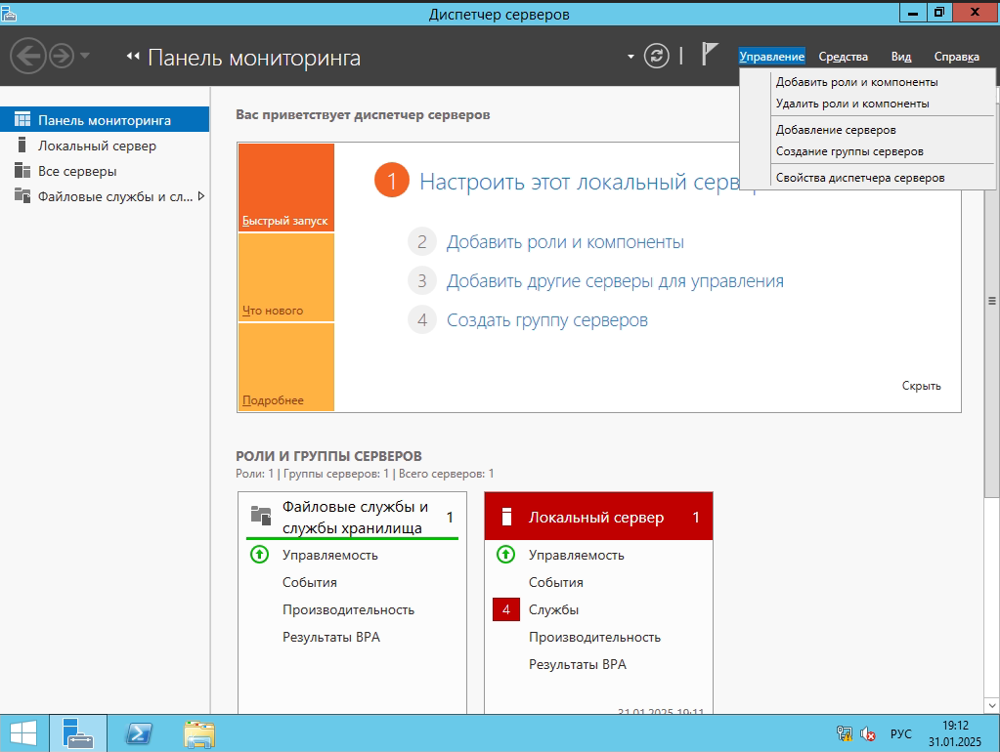 Диспетчер серверов
Панель мониторинга
Управление
Средства
Вид
Справка
Добавить роли и компоненты
Удалить роли и компоненты
Добавление серверов
Создание группы серверов
Свойства диспетчера серверов
Панель мониторинга
Локальный сервер
Все серверы
Файловые службы и сл...
Вас приветствует диспетчер серверов
Быстрый запуск
Что нового
Подробнее
1 Настроить этот локальный серв
2 Добавить роли и компоненты
3 Добавить другие серверы для управления
4 Создать группу серверов
Скрыть
РОЛИ И ГРУППЫ СЕРВЕРОВ
Роли: 1 | Группы серверов: 1 | Всего серверов: 1
Файловые службы и
службы хранилища
1
Управляемость
События
Производительность
Результаты BPA
Локальный сервер 1
Управляемость
События
4 Службы
Производительность
Результаты BPA
31.01.2025 19:11
РУС
19:12
31.01.2025